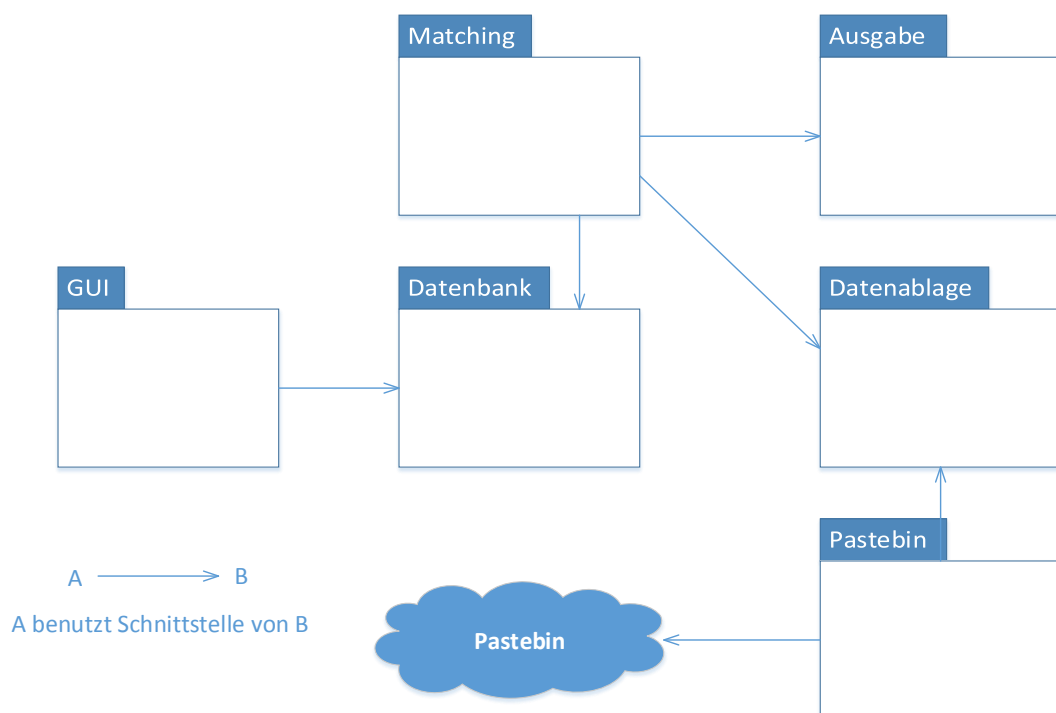 Matching
Ausgabe
GUI
Datenbank
Datenablage
Pastebin
A B
A benutzt Schnittstelle von B
Pastebin